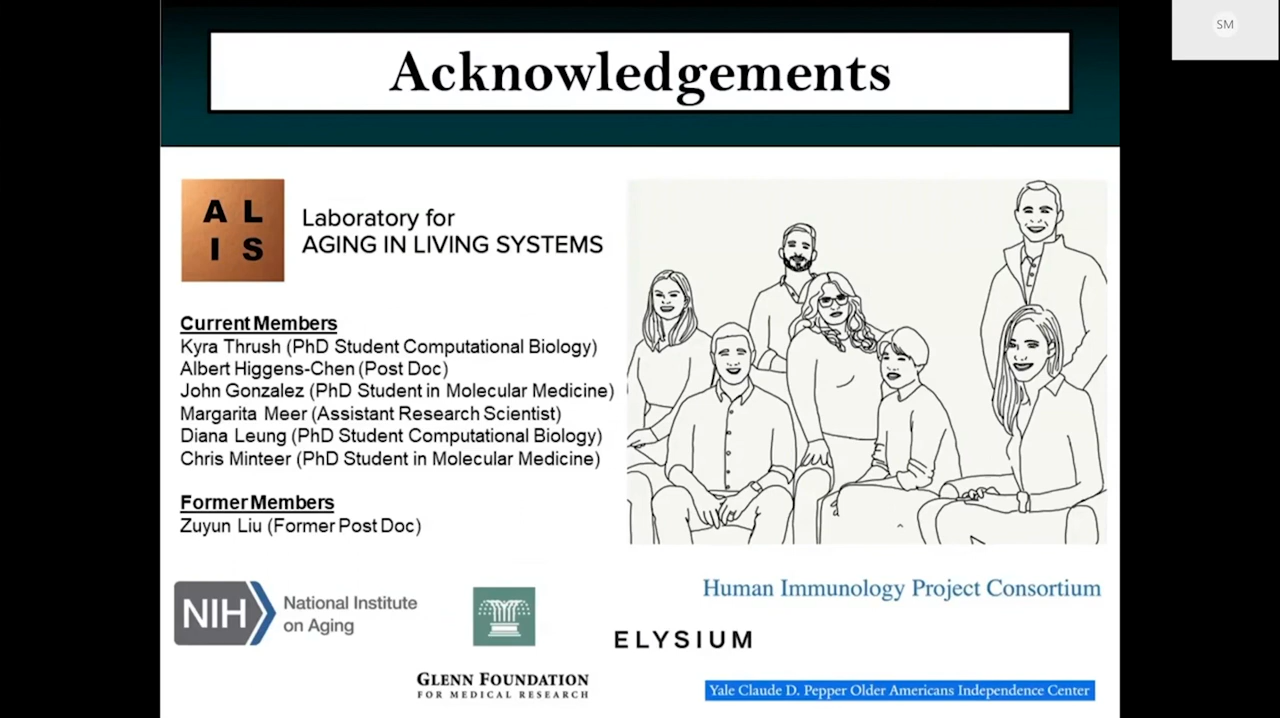 SM
Acknowledgements
A L
I S
Laboratory for
AGING IN LIVING SYSTEMS
Current Members
Kyra Thrush (PhD Student Computational Biology)
Albert Higgens-Chen (Post Doc)
John Gonzalez (PhD Student in Molecular Medicine)
Margarita Meer (Assistant Research Scientist)
Diana Leung (PhD Student Computational Biology)
Chris Minteer (PhD Student in Molecular Medicine)
Former Members
Zuyun Liu (Former Post Doc)
NIH
National Institute
on Aging
GLENN FOUNDATION
FOR MEDICAL RESEARCH
Human Immunology Project Consortium
ELYSIUM
Yale Claude D. Pepper Older Americans Independence Center